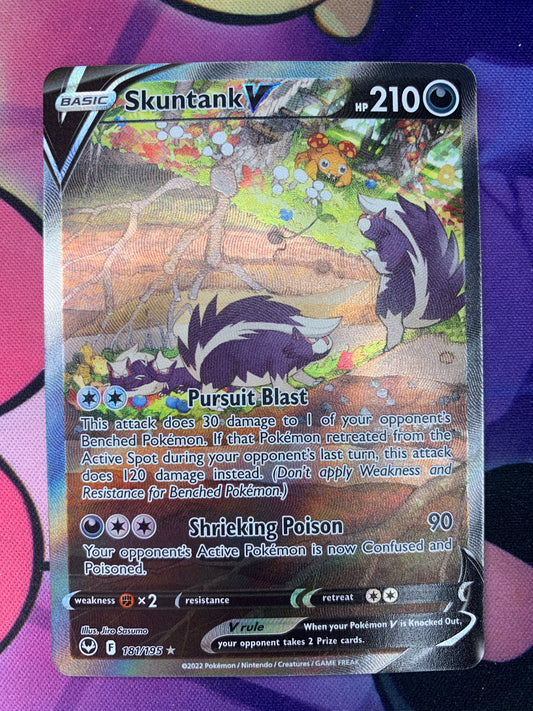 BASIC Skuntank V HP 210
Pursuit Blast
This attack does 30 damage to 1 of your opponent's
Benched Pokémon. If that Pokémon retreated from the
Active Spot during your opponent's last turn, this attack
does 120 damage instead. (Don't apply Weakness and
Resistance for Benched Pokémon.)
Shrieking Poison 90
Your opponent's Active Pokémon is now Confused and
Poisoned.
weakness ×2 resistance retreat
Illus. Jiro Sasumo
V rule When your Pokémon V is Knocked Out,
your opponent takes 2 Prize cards.
F 181/195 ★
©2022 Pokémon / Nintendo / Creatures / GAME FREAK